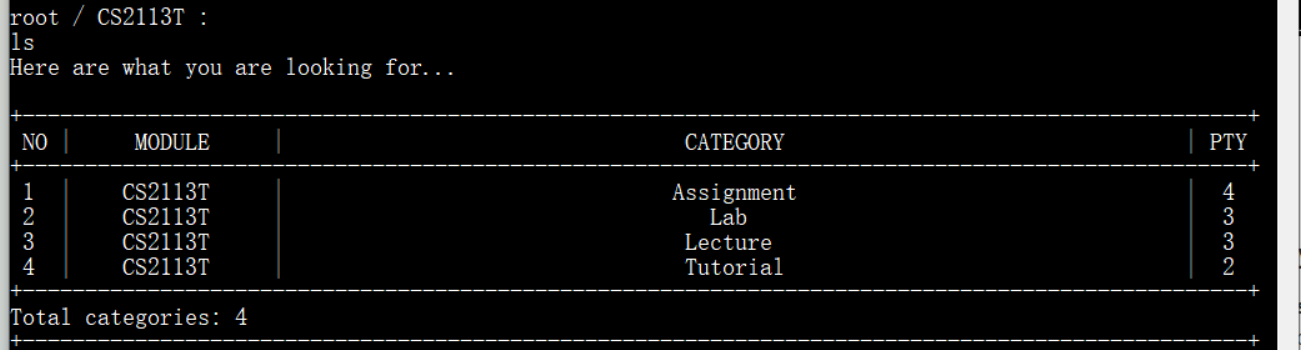 root / CS2113T :
ls
Here are what you are looking for...
NO | MODULE | CATEGORY | PTY
1 | CS2113T | Assignment | 4
2 | CS2113T | Lab | 3
3 | CS2113T | Lecture | 3
4 | CS2113T | Tutorial | 2
Total categories: 4